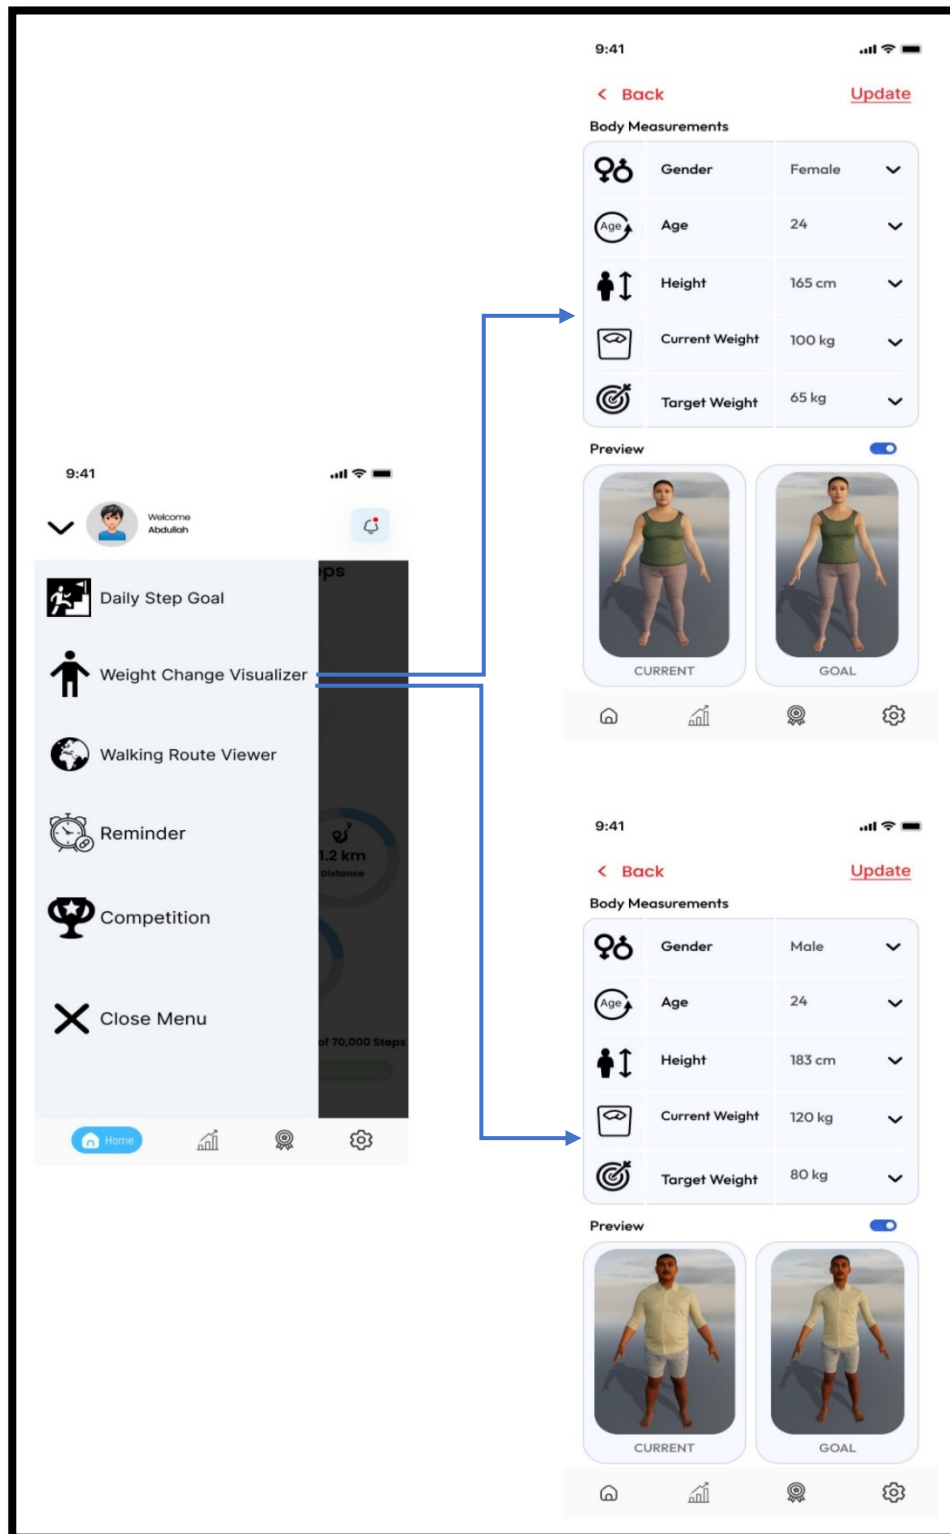 9:41
Welcome
Abdullah
ps
Daily Step Goal
Weight Change Visualizer
Walking Route Viewer
Reminder
1.2 km
Distance
Competition
Close Menu
of 70,000 Steps
Home
9:41
< Back Update
Body Measurements
Gender Female
Age Age 24
Height 165 cm
Current Weight 100 kg
Target Weight 65 kg
Preview
CURRENT GOAL
9:41
< Back Update
Body Measurements
Gender Male
Age Age 24
Height 183 cm
Current Weight 120 kg
Target Weight 80 kg
Preview
CURRENT GOAL